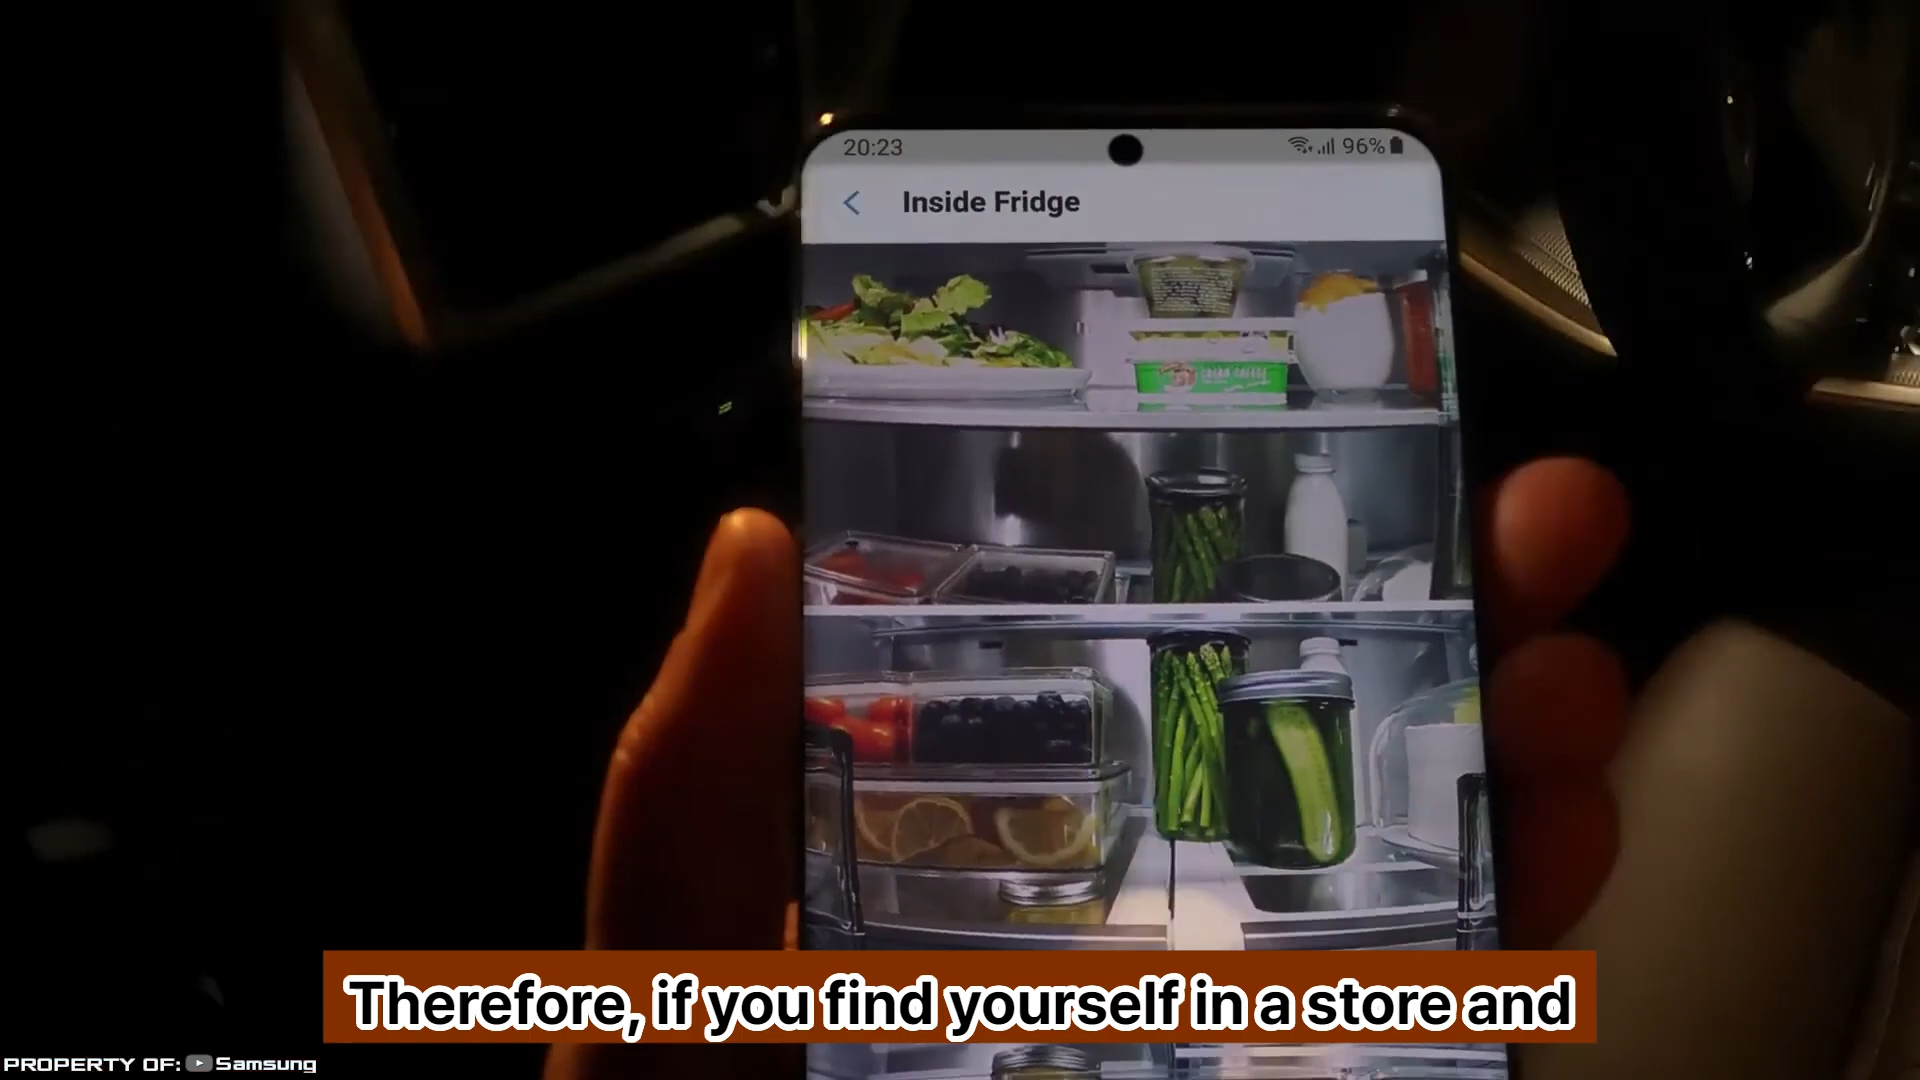 20:23
96%
Inside Fridge
Therefore, if you find yourself in a store and
PROPERTY OF: Samsung